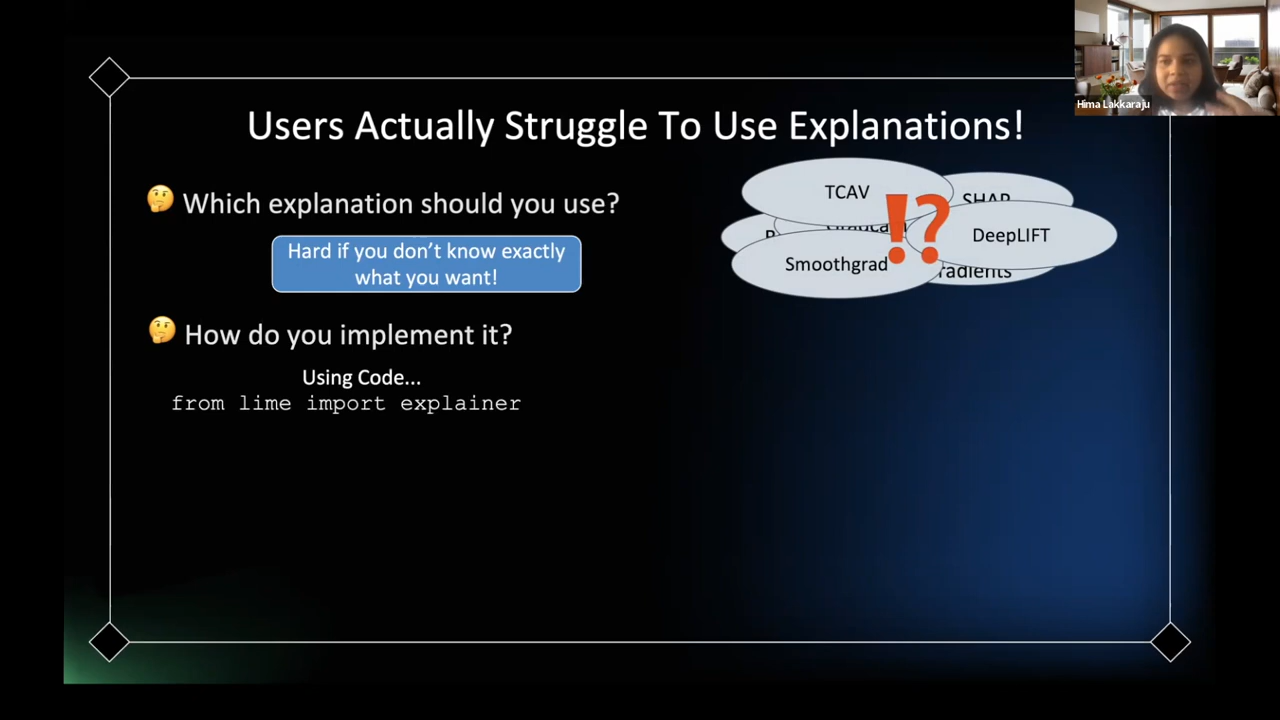 Hima Lakkaraju
Users Actually Struggle To Use Explanations!
Which explanation should you use?
Hard if you don't know exactly
what you want!
How do you implement it?
Using Code...
from lime import explainer
TCAV
SHAP
DeepLIFT
Smoothgrad
!?